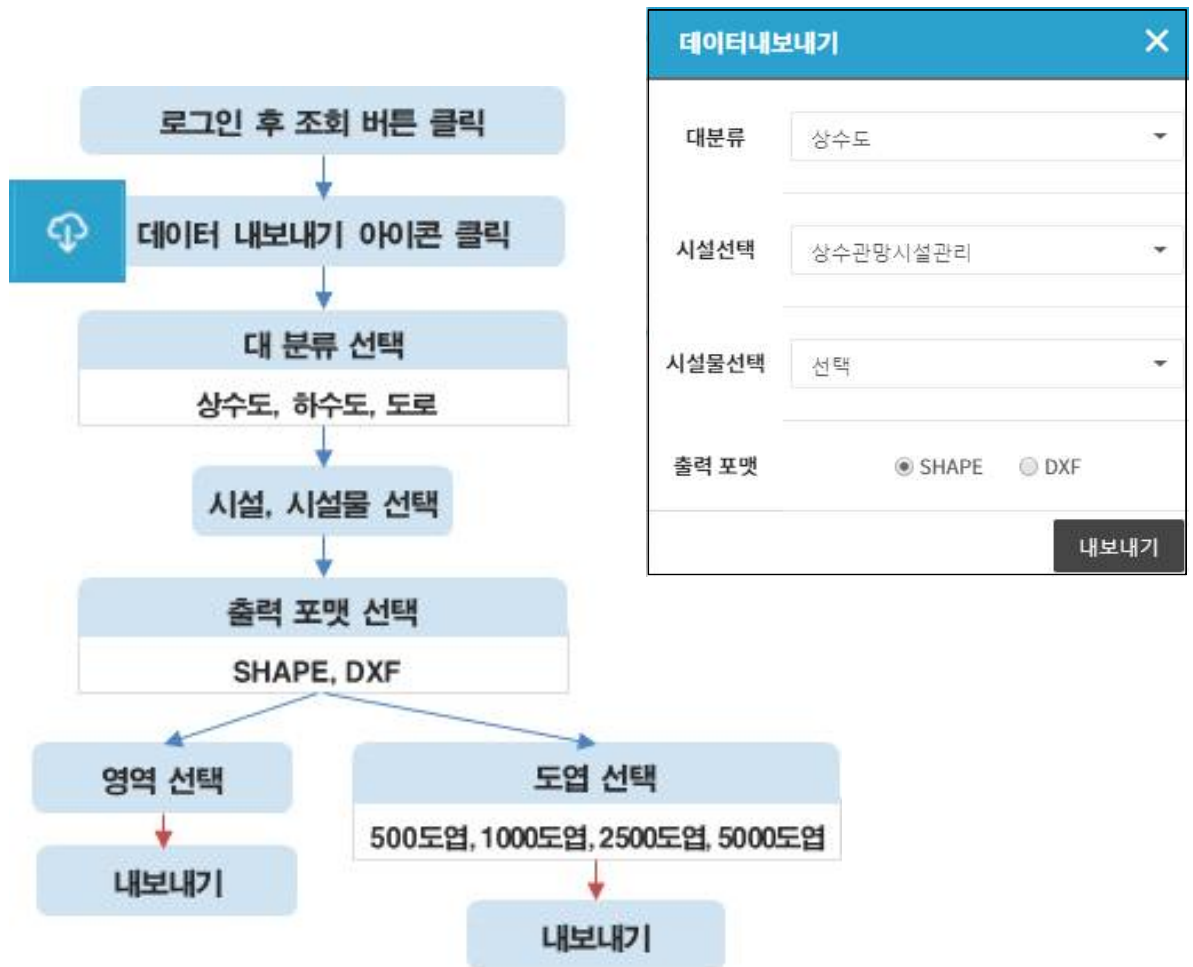 로그인 후 조회 버튼 클릭
데이터 내보내기 아이콘 클릭
대 분류 선택
상수도, 하수도, 도로
시설, 시설물 선택
출력 포맷 선택
SHAPE, DXF
영역 선택
내보내기
도엽 선택
500도엽, 1000도엽, 2500도엽, 5000도엽
내보내기
데이터내보내기
대분류 상수도
시설선택 상수관망시설관리
시설물선택 선택
출력 포맷 SHAPE DXF
내보내기